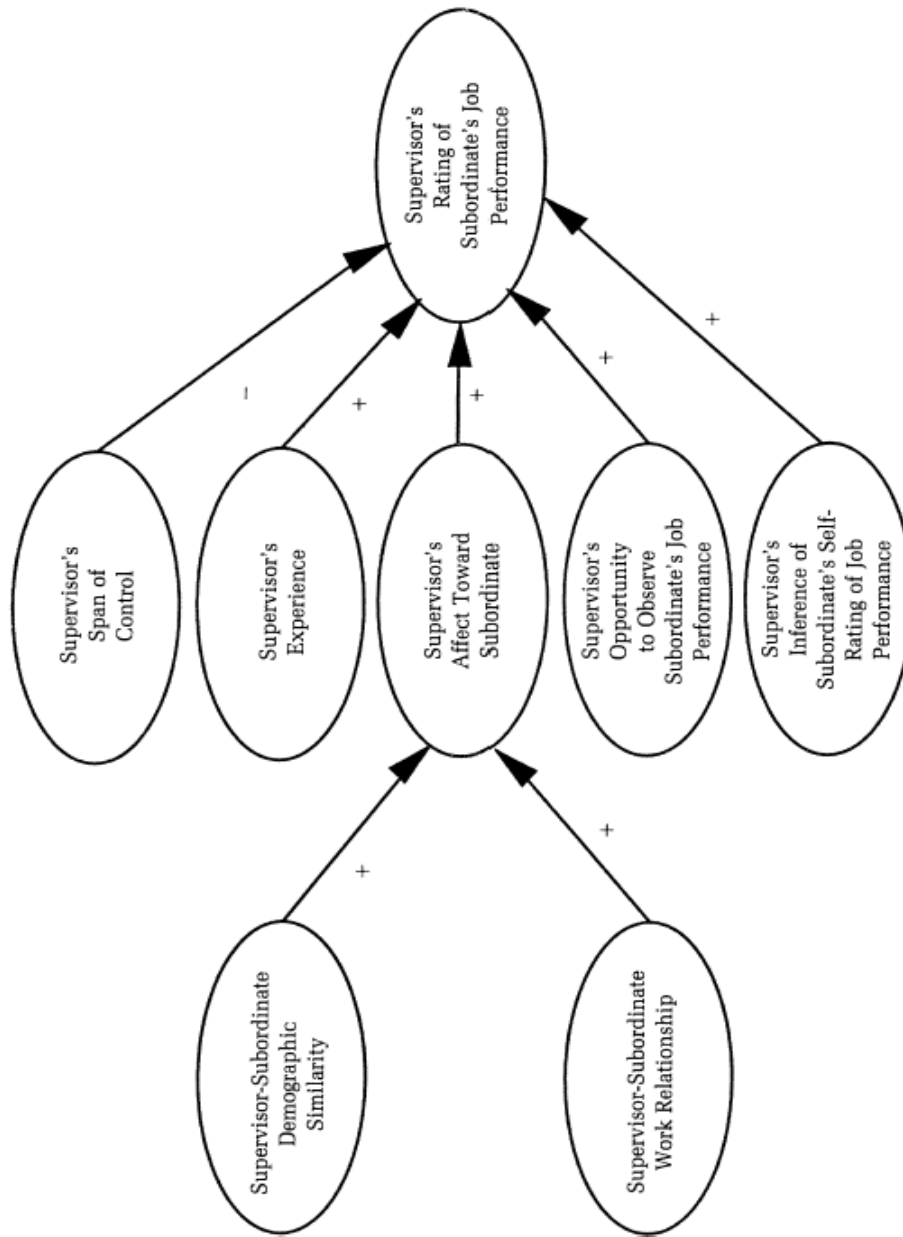 Supervisor-Subordinate
Demographic
Similarity
Supervisor-Subordinate
Work Relationship
+
+
Supervisor's
Span of
Control
Supervisor's
Experience
Supervisor's
Affect Toward
Subordinate
Supervisor's
Opportunity
to Observe
Subordinate's Job
Performance
Supervisor's
Inference of
Subordinate's Self-
Rating of Job
Performance
−
+
+
+
+
Supervisor's
Rating of
Subordinate's Job
Performance